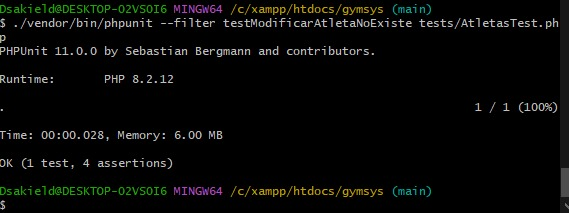 Dsakield@DESKTOP-O2VSOI6 MINGW64 /c/xampp/htdocs/gymsys (main)
$ ./vendor/bin/phpunit --filter testModificarAtletaNoExiste tests/AtletasTest.ph
p
PHPUnit 11.0.0 by Sebastian Bergmann and contributors.
Runtime:       PHP 8.2.12
.                                                                   1 / 1 (100%)
Time: 00:00.028, Memory: 6.00 MB
OK (1 test, 4 assertions)
Dsakield@DESKTOP-O2VSOI6 MINGW64 /c/xampp/htdocs/gymsys (main)
$